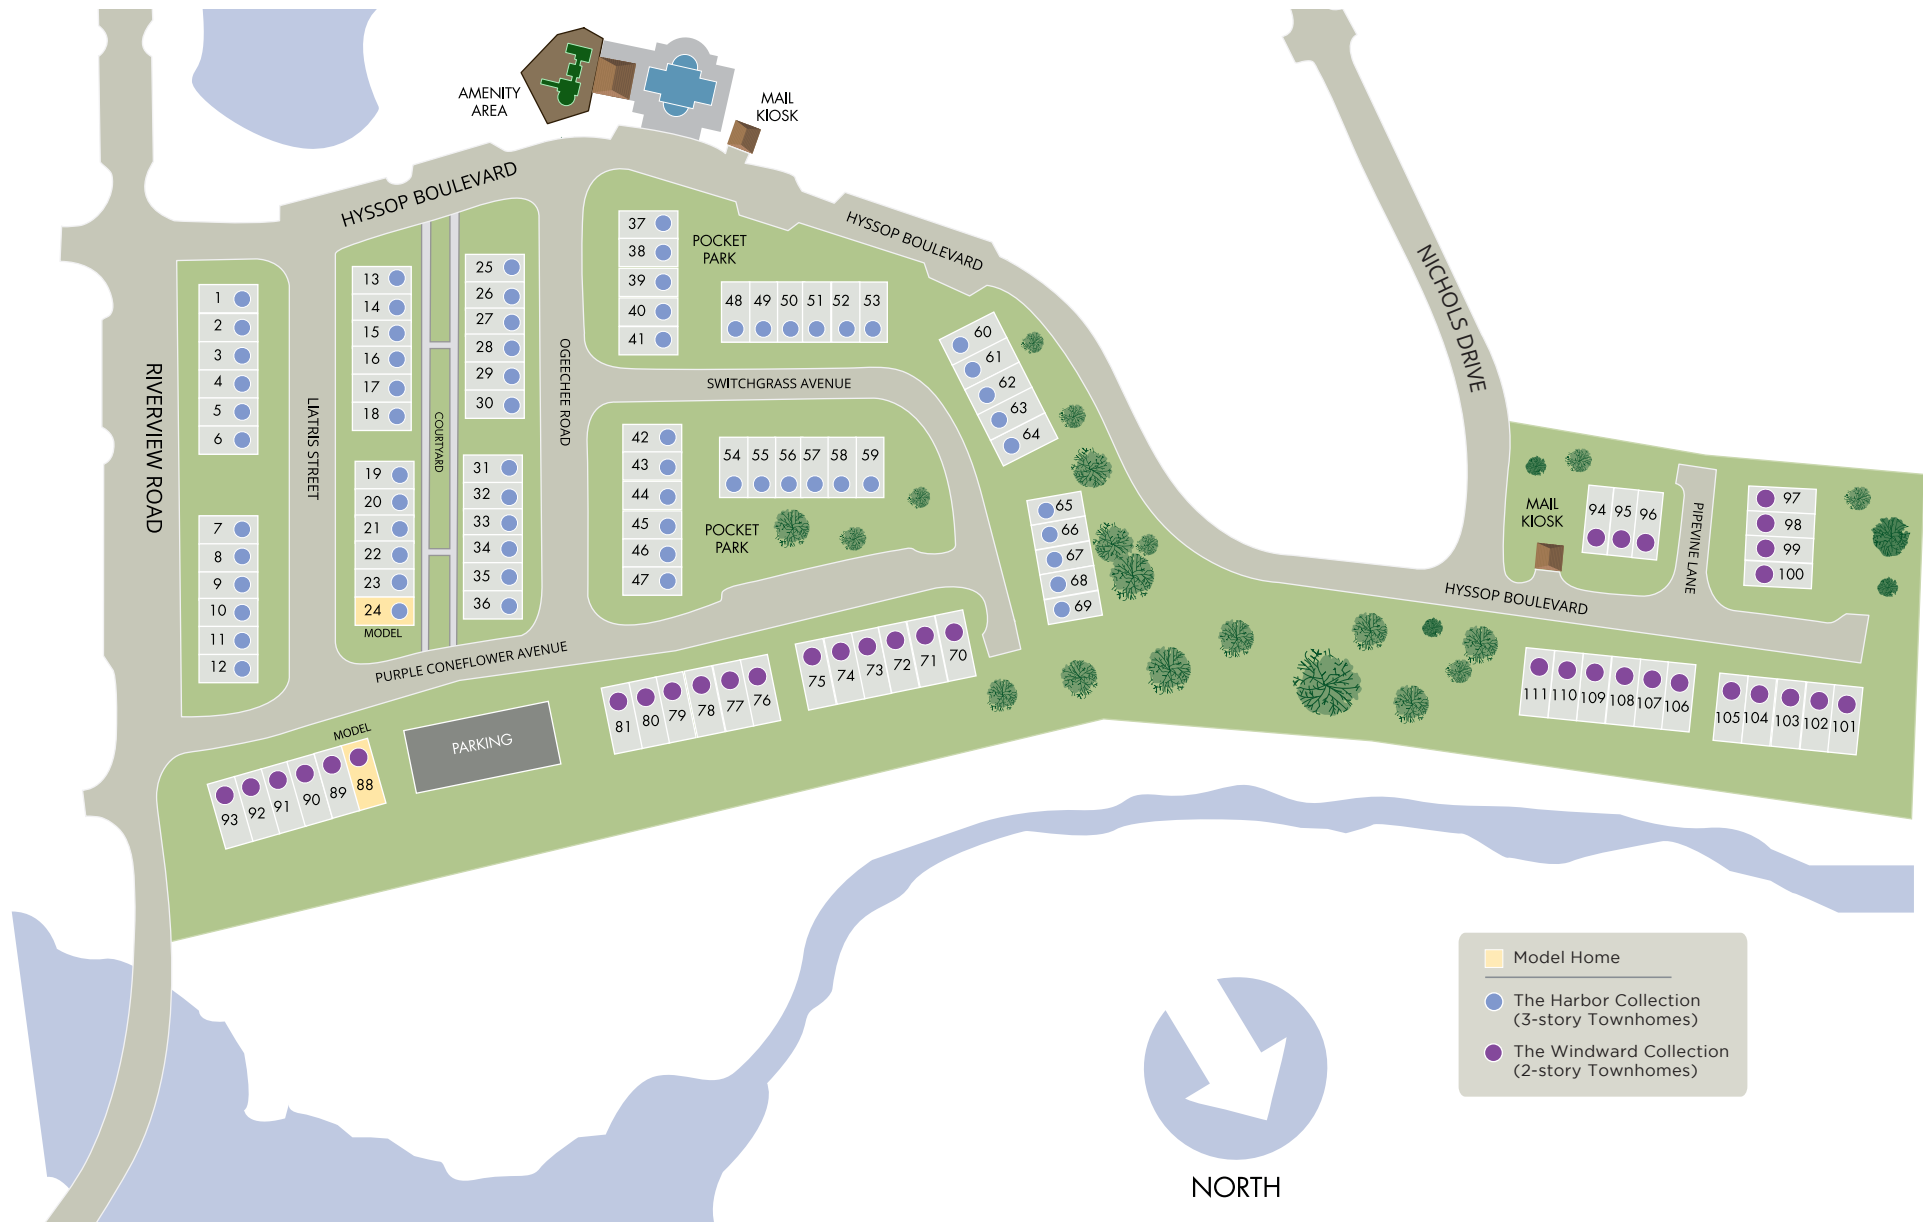 AMENITY
AREA
MAIL
KIOSK
HYSSOP BOULEVARD
HYSSOP BOULEVARD
NICHOLS DRIVE
RIVERVIEW ROAD
LIATRIS STREET
COURTYARD
OGEECHEE ROAD
SWITCHGRASS AVENUE
PURPLE CONEFLOWER AVENUE
POCKET
PARK
POCKET
PARK
1
2
3
4
5
6
7
8
9
10
11
12
13
14
15
16
17
18
19
20
21
22
23
24
MODEL
25
26
27
28
29
30
31
32
33
34
35
36
37
38
39
40
41
42
43
44
45
46
47
48 49 50 51 52 53
54 55 56 57 58 59
60
61
62
63
64
65
66
67
68
69
75 74 73 72 71 70
81 80 79 78 77 76
PARKING
MODEL
93 92 91 90 89 88
MAIL
KIOSK
94 95 96
PIPEVINE LANE
97
98
99
100
HYSSOP BOULEVARD
111 110 109 108 107 106
105 104 103 102 101
Model Home
The Harbor Collection
(3-story Townhomes)
The Windward Collection
(2-story Townhomes)
NORTH